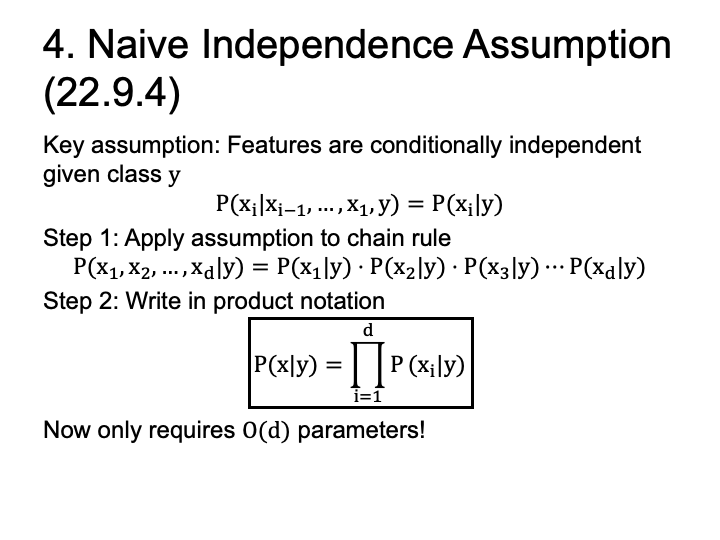 4. Naive Independence Assumption
(22.9.4)
Key assumption: Features are conditionally independent
given class y
P(xᵢ|xᵢ₋₁, … , x₁, y) = P(xᵢ|y)
Step 1: Apply assumption to chain rule
P(x₁, x₂, … , x_d|y) = P(x₁|y) · P(x₂|y) · P(x₃|y) ⋯ P(x_d|y)
Step 2: Write in product notation
P(x|y) = ∏_{i=1}^{d} P (xᵢ|y)
Now only requires O(d) parameters!